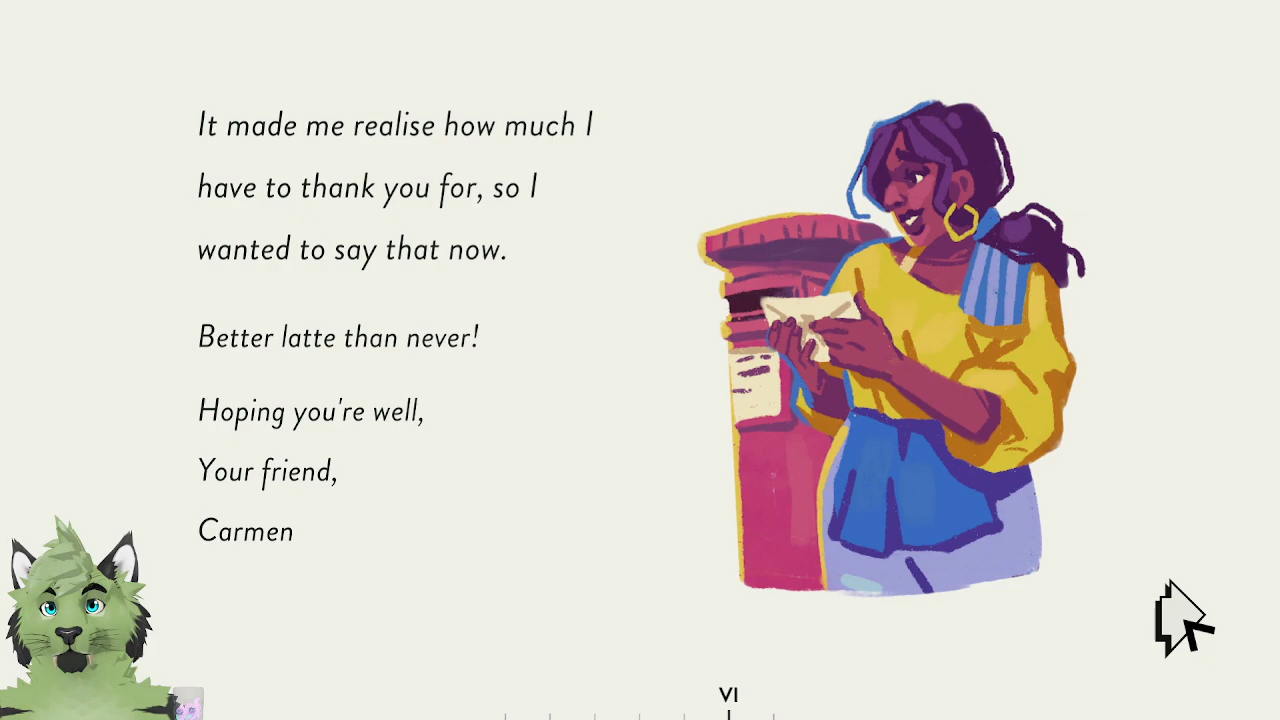 It made me realise how much I
have to thank you for, so I
wanted to say that now.
Better latte than never!
Hoping you're well,
Your friend,
Carmen
VI